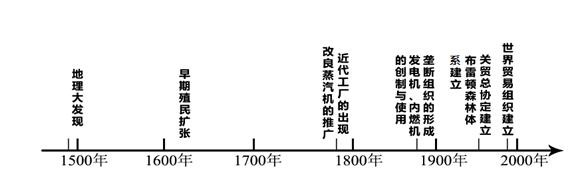 地理大发现
早期殖民扩张
改良蒸汽机的推广
近代工厂的出现
发电机、内燃机
的创制与使用
垄断组织的形成
布雷顿森林体
系建立
关贸总协定建立
世界贸易组织建立
1500年
1600年
1700年
1800年
1900年
2000年